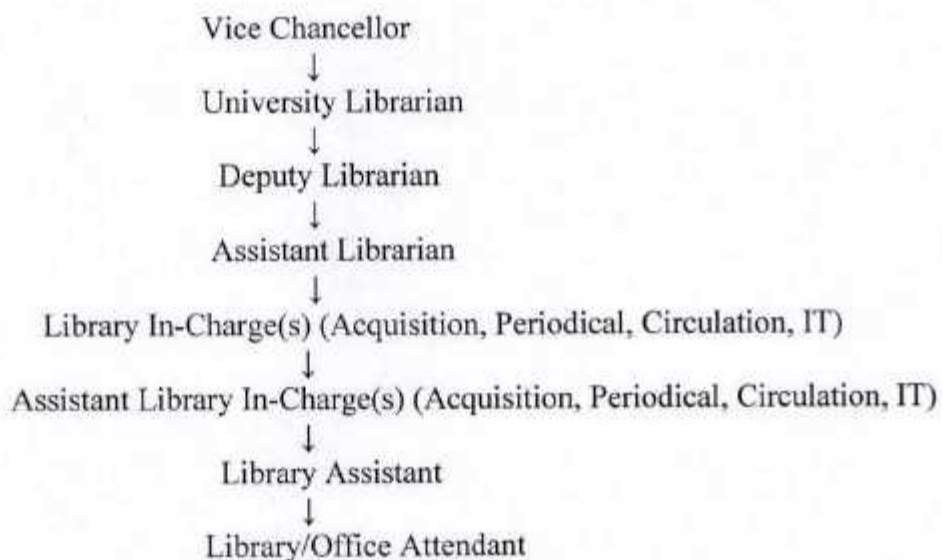 Vice Chancellor
↓
University Librarian
↓
Deputy Librarian
↓
Assistant Librarian
↓
Library In-Charge(s) (Acquisition, Periodical, Circulation, IT)
↓
Assistant Library In-Charge(s) (Acquisition, Periodical, Circulation, IT)
↓
Library Assistant
↓
Library/Office Attendant